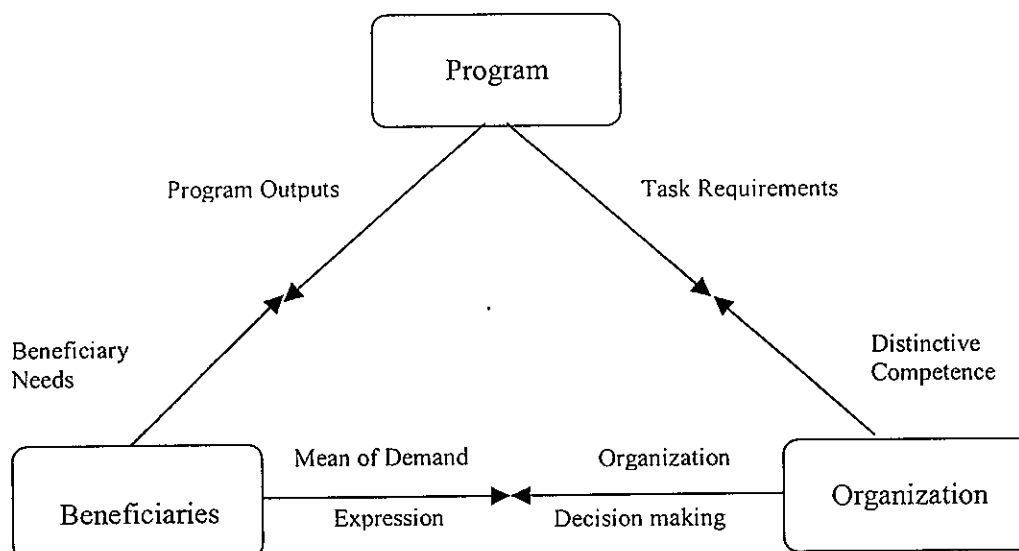 Program
Program Outputs
Task Requirements
Beneficiary
Needs
Distinctive
Competence
Mean of Demand
Organization
Beneficiaries
Expression
Decision making
Organization